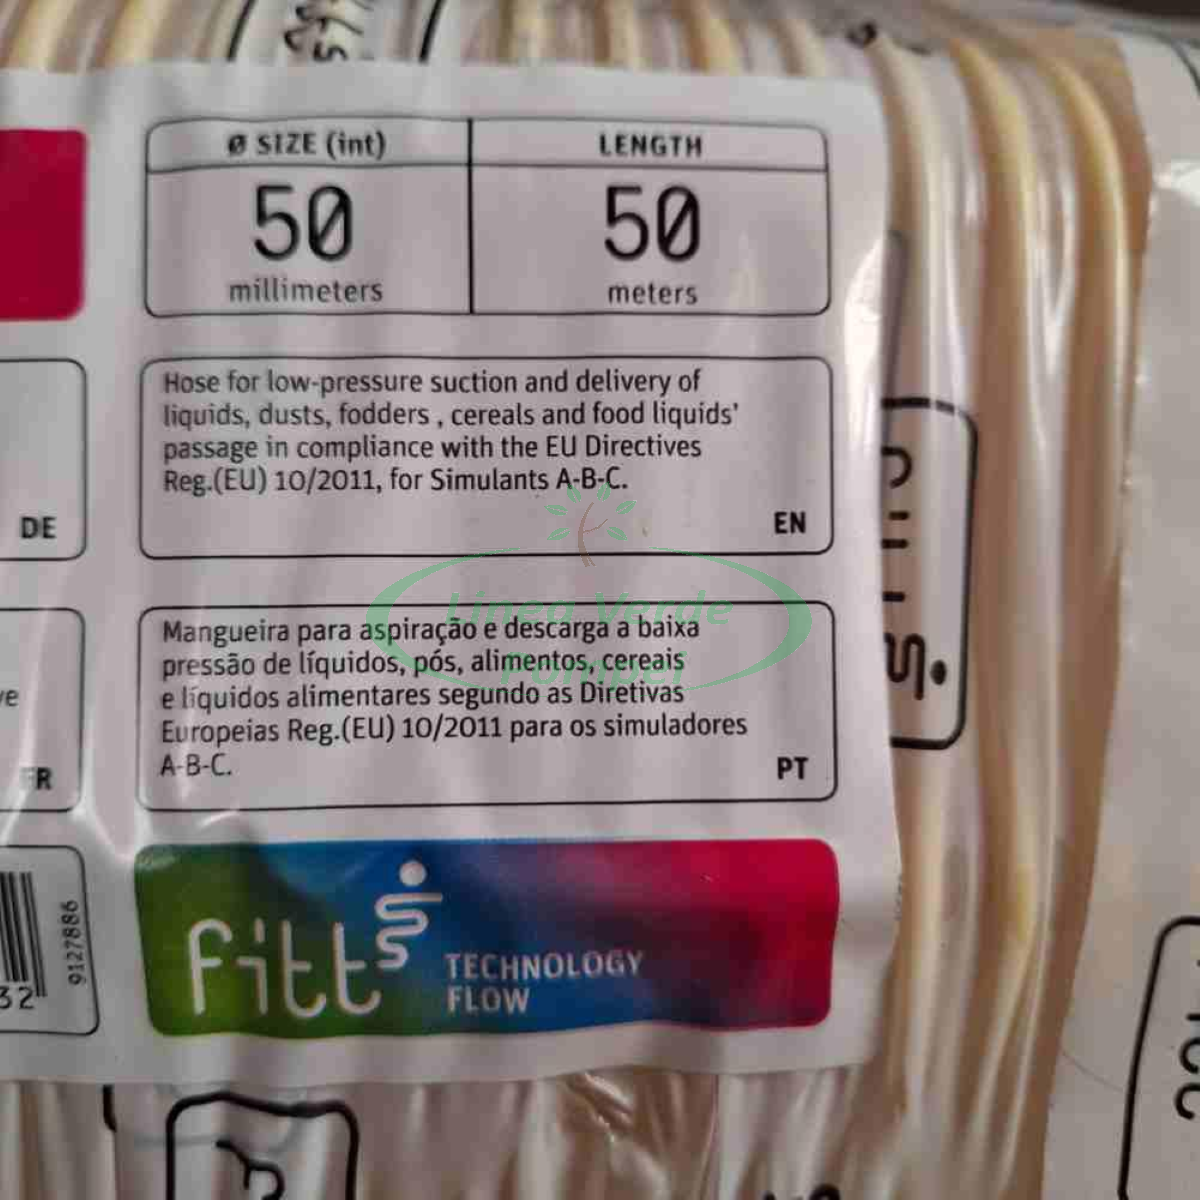 Ø SIZE (int)
LENGTH
50
50
millimeters
meters
Hose for low-pressure suction and delivery of
liquids, dusts, fodders , cereals and food liquids'
passage in compliance with the EU Directives
Reg.(EU) 10/2011, for Simulants A-B-C.
EN
DE
Linea Verde
Pompei
Mangueira para aspiração e descarga a baixa
pressão de líquidos, pós, alimentos, cereais
e líquidos alimentares segundo as Diretivas
Europeias Reg.(EU) 10/2011 para os simuladores
A-B-C.
PT
FR
9127886
32
fitt
TECHNOLOGY
FLOW